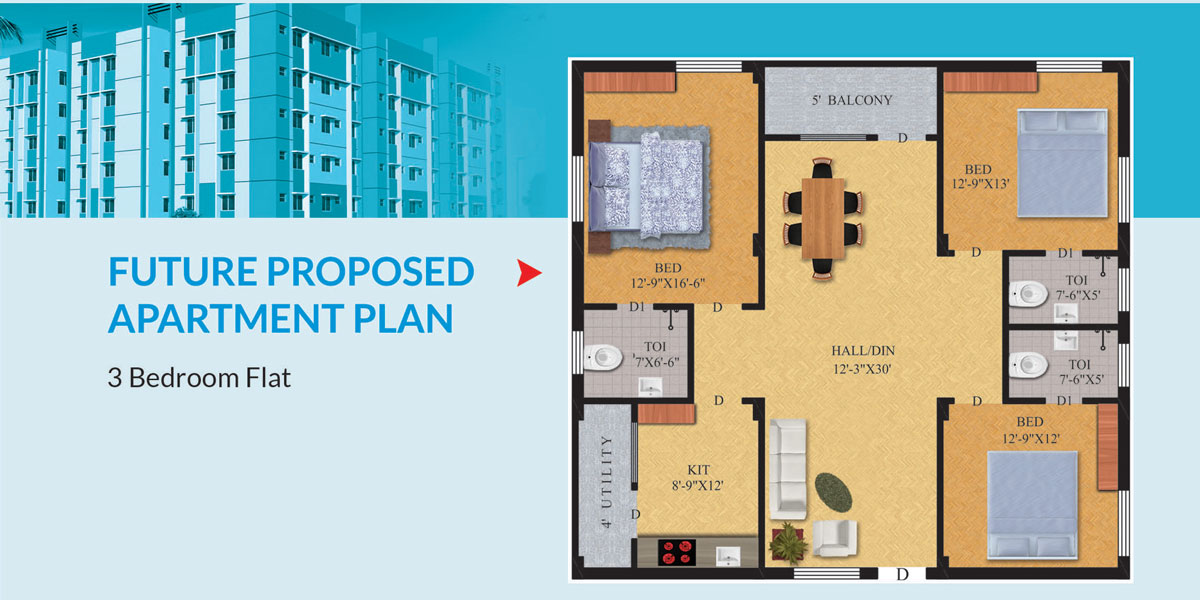 FUTURE PROPOSED
APARTMENT PLAN
3 Bedroom Flat
5' BALCONY
D
BED
12'-9"X16'-6"
D1
D
BED
12'-9"X13'
D
D1
TOI
7'X6'-6"
TOI
7'-6"X5'
HALL/DIN
12'-3"X30'
TOI
7'-6"X5'
D
D
D1
4' UTILITY
KIT
8'-9"X12'
D
BED
12'-9"X12'
D